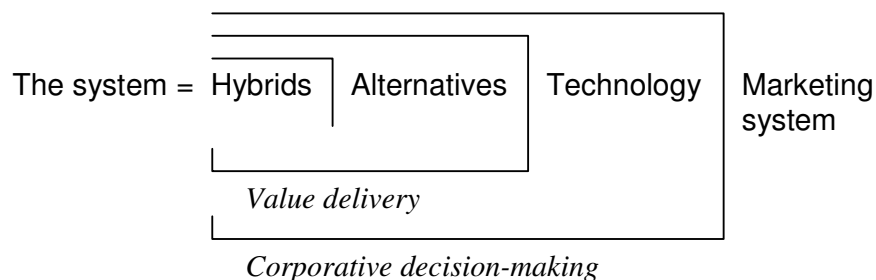 The system = Hybrids Alternatives Technology Marketing
system
Value delivery
Corporative decision-making